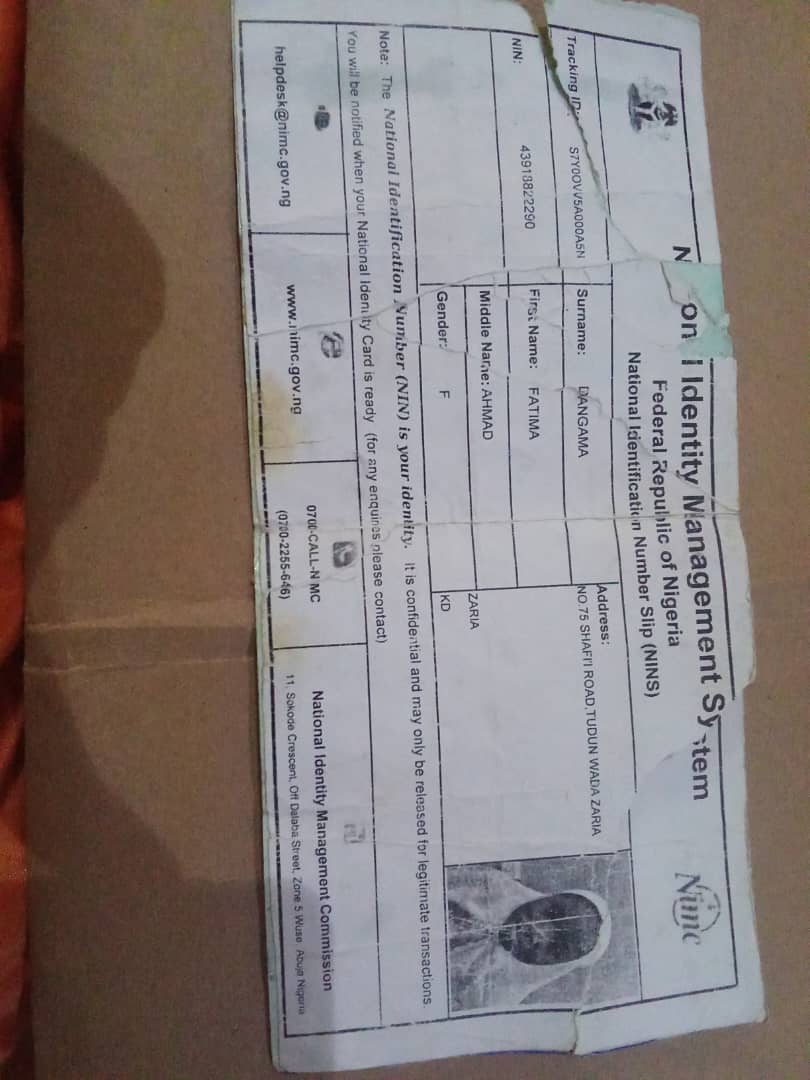 National Identity Management System
Federal Republic of Nigeria
National Identification Number Slip (NINS)
nimc
Tracking ID: S7Y0OVV5A000A5N
Surname: DANGAMA
Address:
NO.75 SHAFI'I ROAD,TUDUN WADA ZARIA
NIN: 43918822290
First Name: FATIMA
Middle Name: AHMAD
ZARIA
Gender: F
KD
Note: The National Identification Number (NIN) is your identity. It is confidential and may only be released for legitimate transactions.
You will be notified when your National Identity Card is ready (for any enquiries please contact)
helpdesk@nimc.gov.ng
www.nimc.gov.ng
0700-CALL-NIMC
(0700-2255-646)
National Identity Management Commission
11, Sokode Crescent, Off Dalaba Street, Zone 5 Wuse, Abuja Nigeria